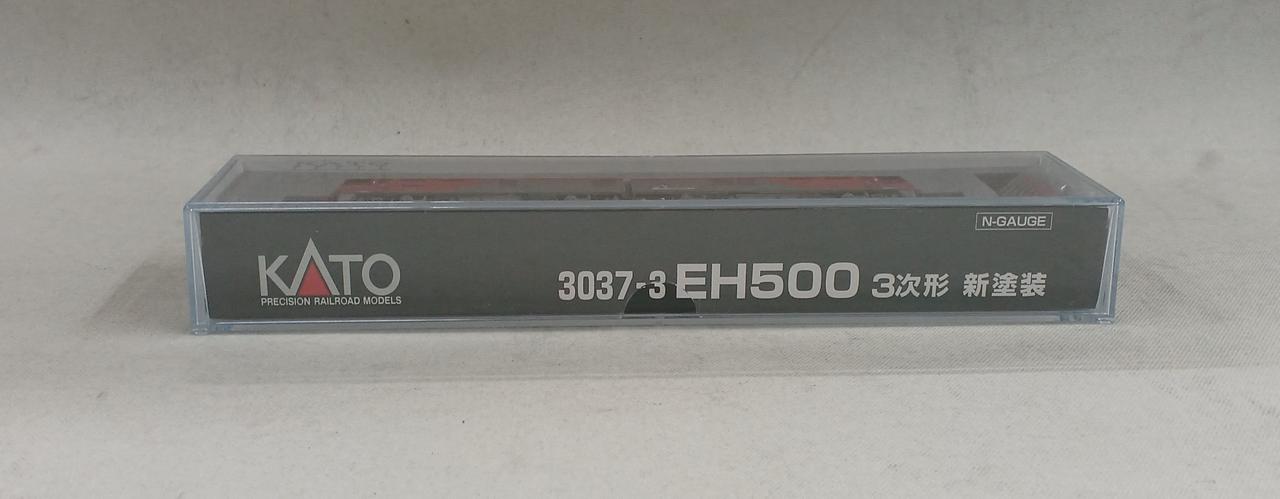 N-GAUGE
KATO
PRECISION RAILROAD MODELS
3037-3 EH500 3次形 新塗装